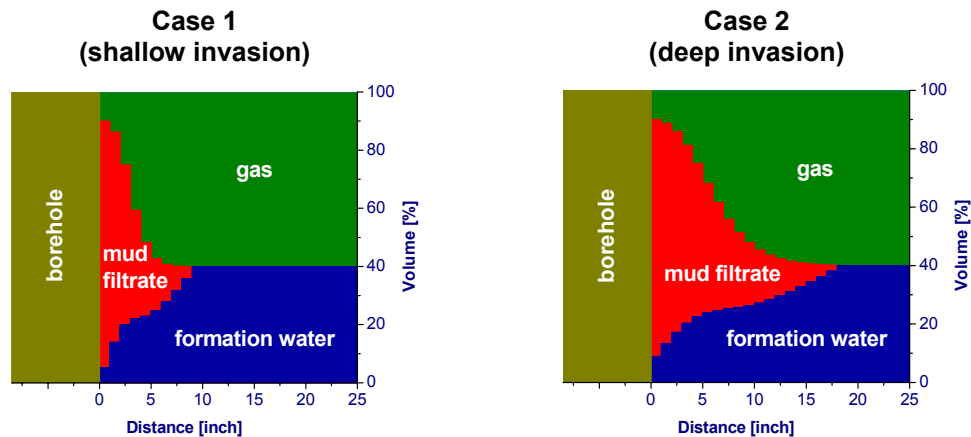 Case 1
(shallow invasion)
borehole
gas
mud
filtrate
formation water
100
80
60
40
20
0
Volume [%]
0 5 10 15 20 25
Distance [inch]
Case 2
(deep invasion)
borehole
gas
mud filtrate
formation water
100
80
60
40
20
0
Volume [%]
0 5 10 15 20 25
Distance [inch]